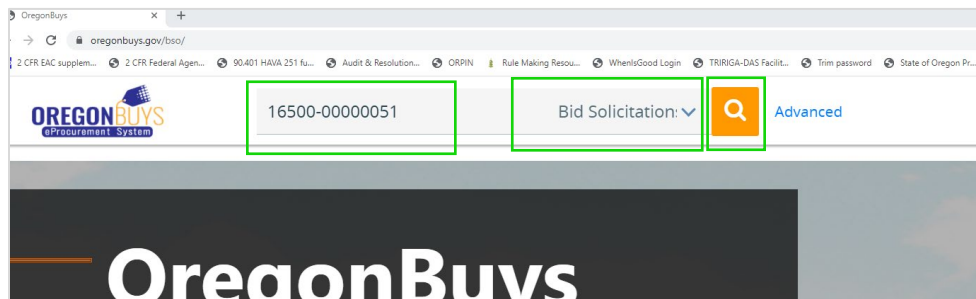 OregonBuys
oregonbuys.gov/bso/
2 CFR EAC supplem... 2 CFR Federal Agen... 90.401 HAVA 251 fu... Audit & Resolution... ORPIN Rule Making Resou... WhenIsGood Login TRIRIGA-DAS Facilit... Trim password State of Oregon Pr...
OREGONBUYS
eProcurement System
16500-00000051 Bid Solicitation: Advanced
OregonBuys